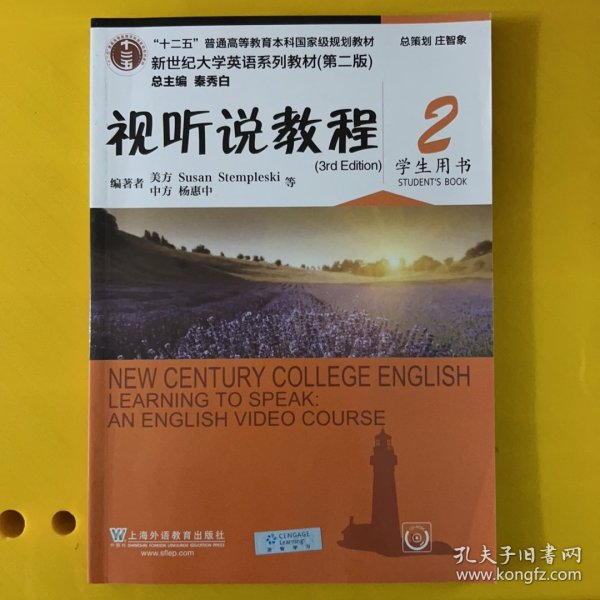 "十二五"普通高等教育本科国家级规划教材
总策划 庄智象
新世纪大学英语系列教材(第二版)
总主编 秦秀白
视听说教程
(3rd Edition)
2
学生用书
STUDENT'S BOOK
编著者 美方 Susan Stempleski 等
中方 杨惠中
NEW CENTURY COLLEGE ENGLISH
LEARNING TO SPEAK:
AN ENGLISH VIDEO COURSE
上海外语教育出版社
SHANGHAI FOREIGN LANGUAGE EDUCATION PRESS
www.sflep.com
CENGAGE
Learning
孔夫子旧书网
www.kongfz.com